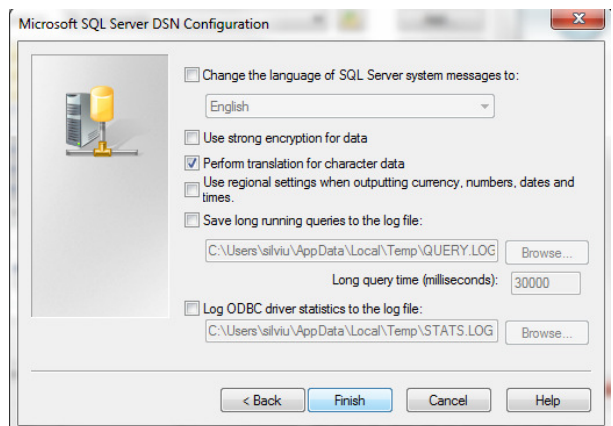 Microsoft SQL Server DSN Configuration
Change the language of SQL Server system messages to:
English
Use strong encryption for data
Perform translation for character data
Use regional settings when outputting currency, numbers, dates and
times.
Save long running queries to the log file:
C:\Users\silviu\AppData\Local\Temp\QUERY.LOG
Browse...
Long query time (milliseconds):
30000
Log ODBC driver statistics to the log file:
C:\Users\silviu\AppData\Local\Temp\STATS.LOG
Browse...
< Back
Finish
Cancel
Help